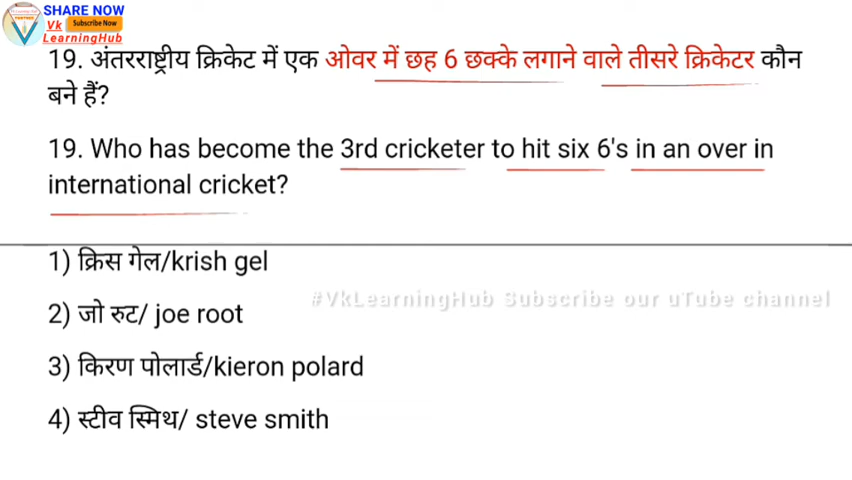 SHARE NOW
Vk Subscribe Now
LearningHub
19. अंतरराष्ट्रीय क्रिकेट में एक ओवर में छह 6 छक्के लगाने वाले तीसरे क्रिकेटर कौन
बने हैं?
19. Who has become the 3rd cricketer to hit six 6's in an over in
international cricket?
1) क्रिस गेल/krish gel
#VkLearningHub Subscribe our uTube channel
2) जो रुट/ joe root
3) किरण पोलार्ड/kieron polard
4) स्टीव स्मिथ/ steve smith